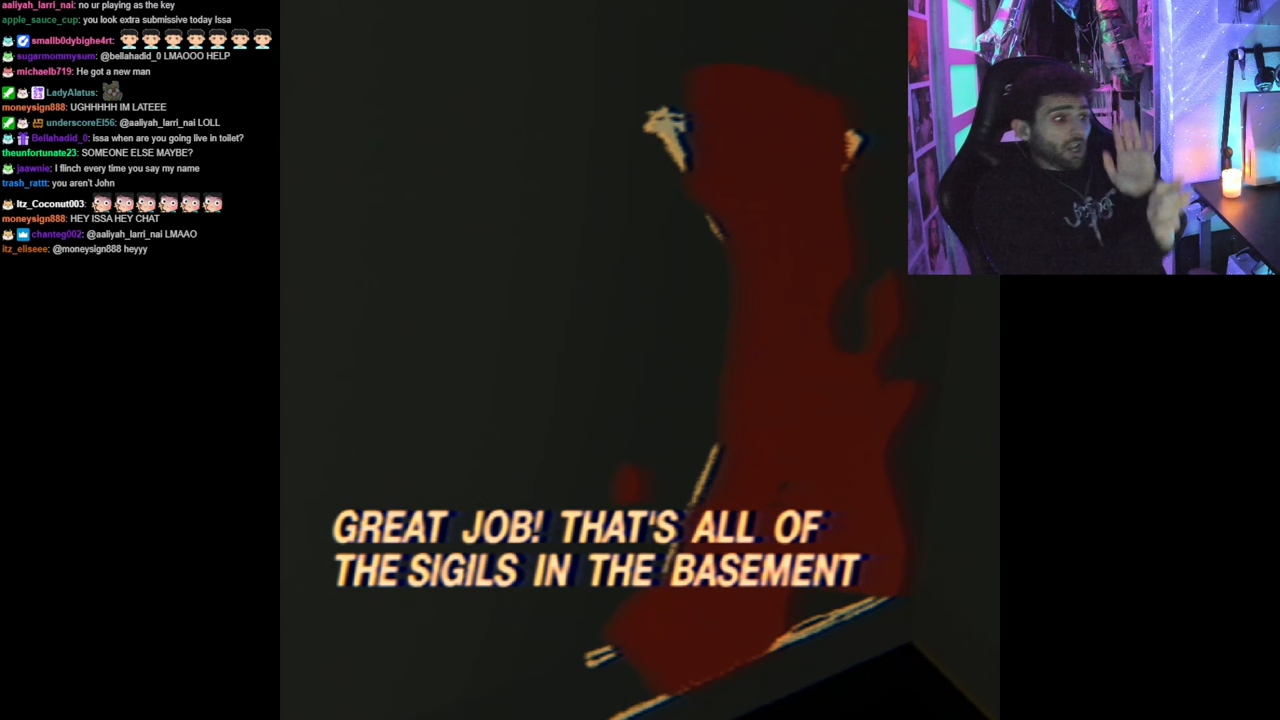 aaliyah_larri_nai: no ur playing as the key
apple_sauce_cup: you look extra submissive today Issa
smallb0dybighe4rt:
sugarmommysum: @bellahadid_0 LMAOOO HELP
michaelb719: He got a new man
LadyAlatus:
moneysign888: UGHHHHH IM LATEEE
underscoreEl56: @aaliyah_larri_nai LOLL
Bellahadid_0: issa when are you going live in toilet?
theunfortunate23: SOMEONE ELSE MAYBE?
jaawnie: I flinch every time you say my name
trash_rattt: you aren't John
Itz_Coconut003:
moneysign888: HEY ISSA HEY CHAT
chanteg002: @aaliyah_larri_nai LMAAO
itz_eliseee: @moneysign888 heyyy
GREAT JOB! THAT'S ALL OF
THE SIGILS IN THE BASEMENT